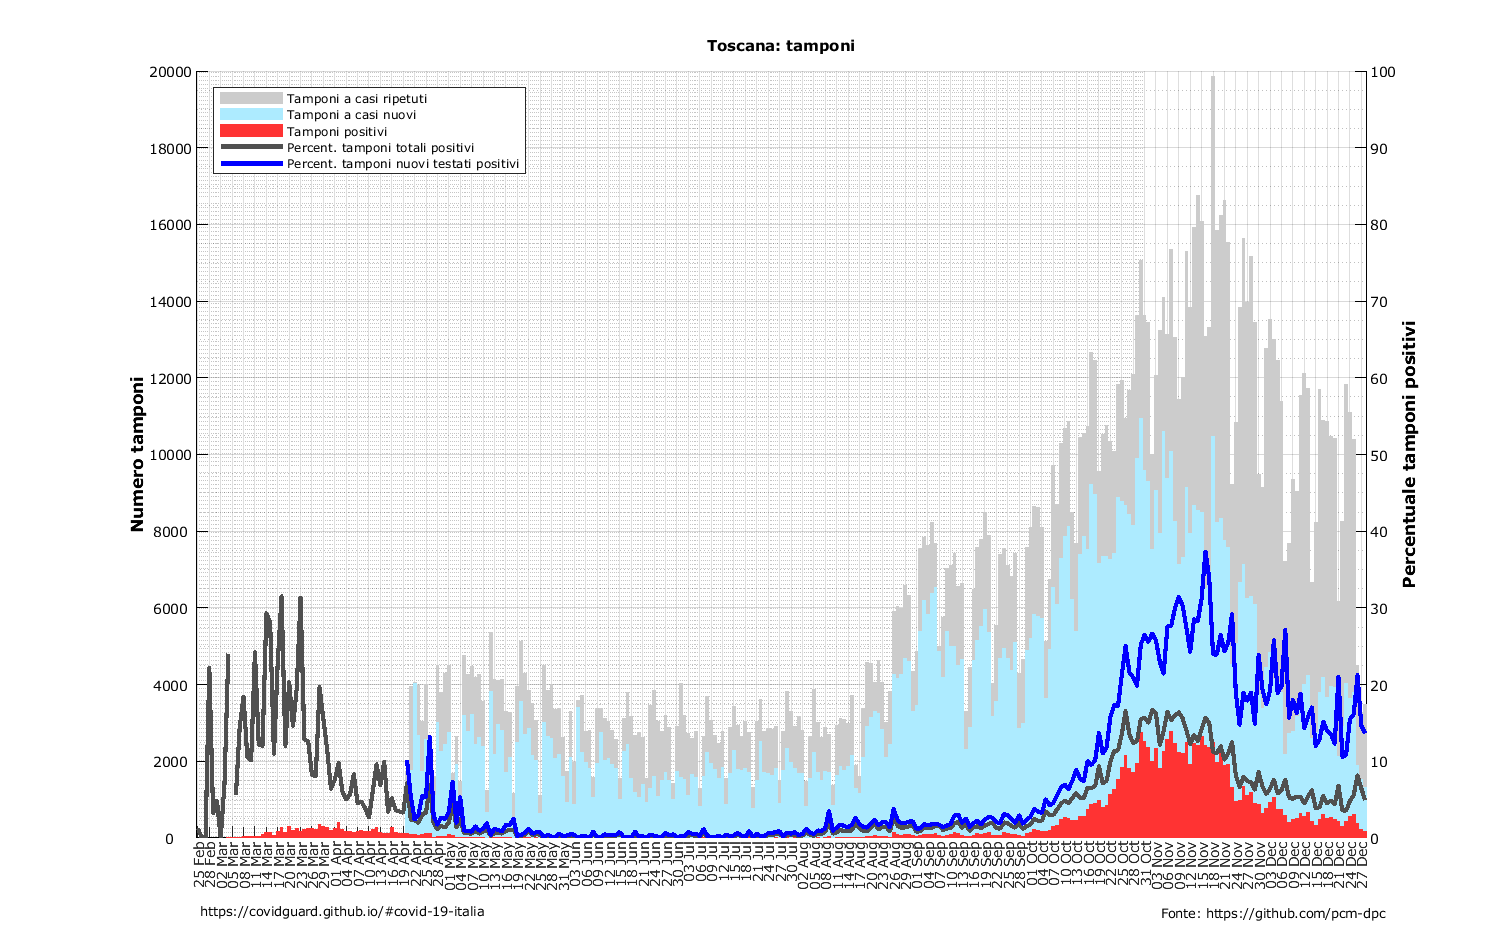 Toscana: tamponi
20000
18000
16000
14000
12000
10000
8000
6000
4000
2000
0
Numero tamponi
Tamponi a casi ripetuti
Tamponi a casi nuovi
Tamponi positivi
Percent. tamponi totali positivi
Percent. tamponi nuovi testati positivi
100
90
80
70
60
50
40
30
20
10
0
Percentuale tamponi positivi
25 Feb
28 Feb
02 Mar
05 Mar
08 Mar
11 Mar
14 Mar
17 Mar
20 Mar
23 Mar
26 Mar
29 Mar
01 Apr
04 Apr
07 Apr
10 Apr
13 Apr
16 Apr
19 Apr
22 Apr
25 Apr
28 Apr
01 May
04 May
07 May
10 May
13 May
16 May
19 May
22 May
25 May
28 May
31 May
03 Jun
06 Jun
09 Jun
12 Jun
15 Jun
18 Jun
21 Jun
24 Jun
27 Jun
30 Jun
03 Jul
06 Jul
09 Jul
12 Jul
15 Jul
18 Jul
21 Jul
24 Jul
27 Jul
30 Jul
02 Aug
05 Aug
08 Aug
11 Aug
14 Aug
17 Aug
20 Aug
23 Aug
26 Aug
29 Aug
01 Sep
04 Sep
07 Sep
10 Sep
13 Sep
16 Sep
19 Sep
22 Sep
25 Sep
28 Sep
01 Oct
04 Oct
07 Oct
10 Oct
13 Oct
16 Oct
19 Oct
22 Oct
25 Oct
28 Oct
31 Oct
03 Nov
06 Nov
09 Nov
12 Nov
15 Nov
18 Nov
21 Nov
24 Nov
27 Nov
30 Nov
03 Dec
06 Dec
09 Dec
12 Dec
15 Dec
18 Dec
21 Dec
24 Dec
27 Dec
https://covidguard.github.io/#covid-19-italia
Fonte: https://github.com/pcm-dpc